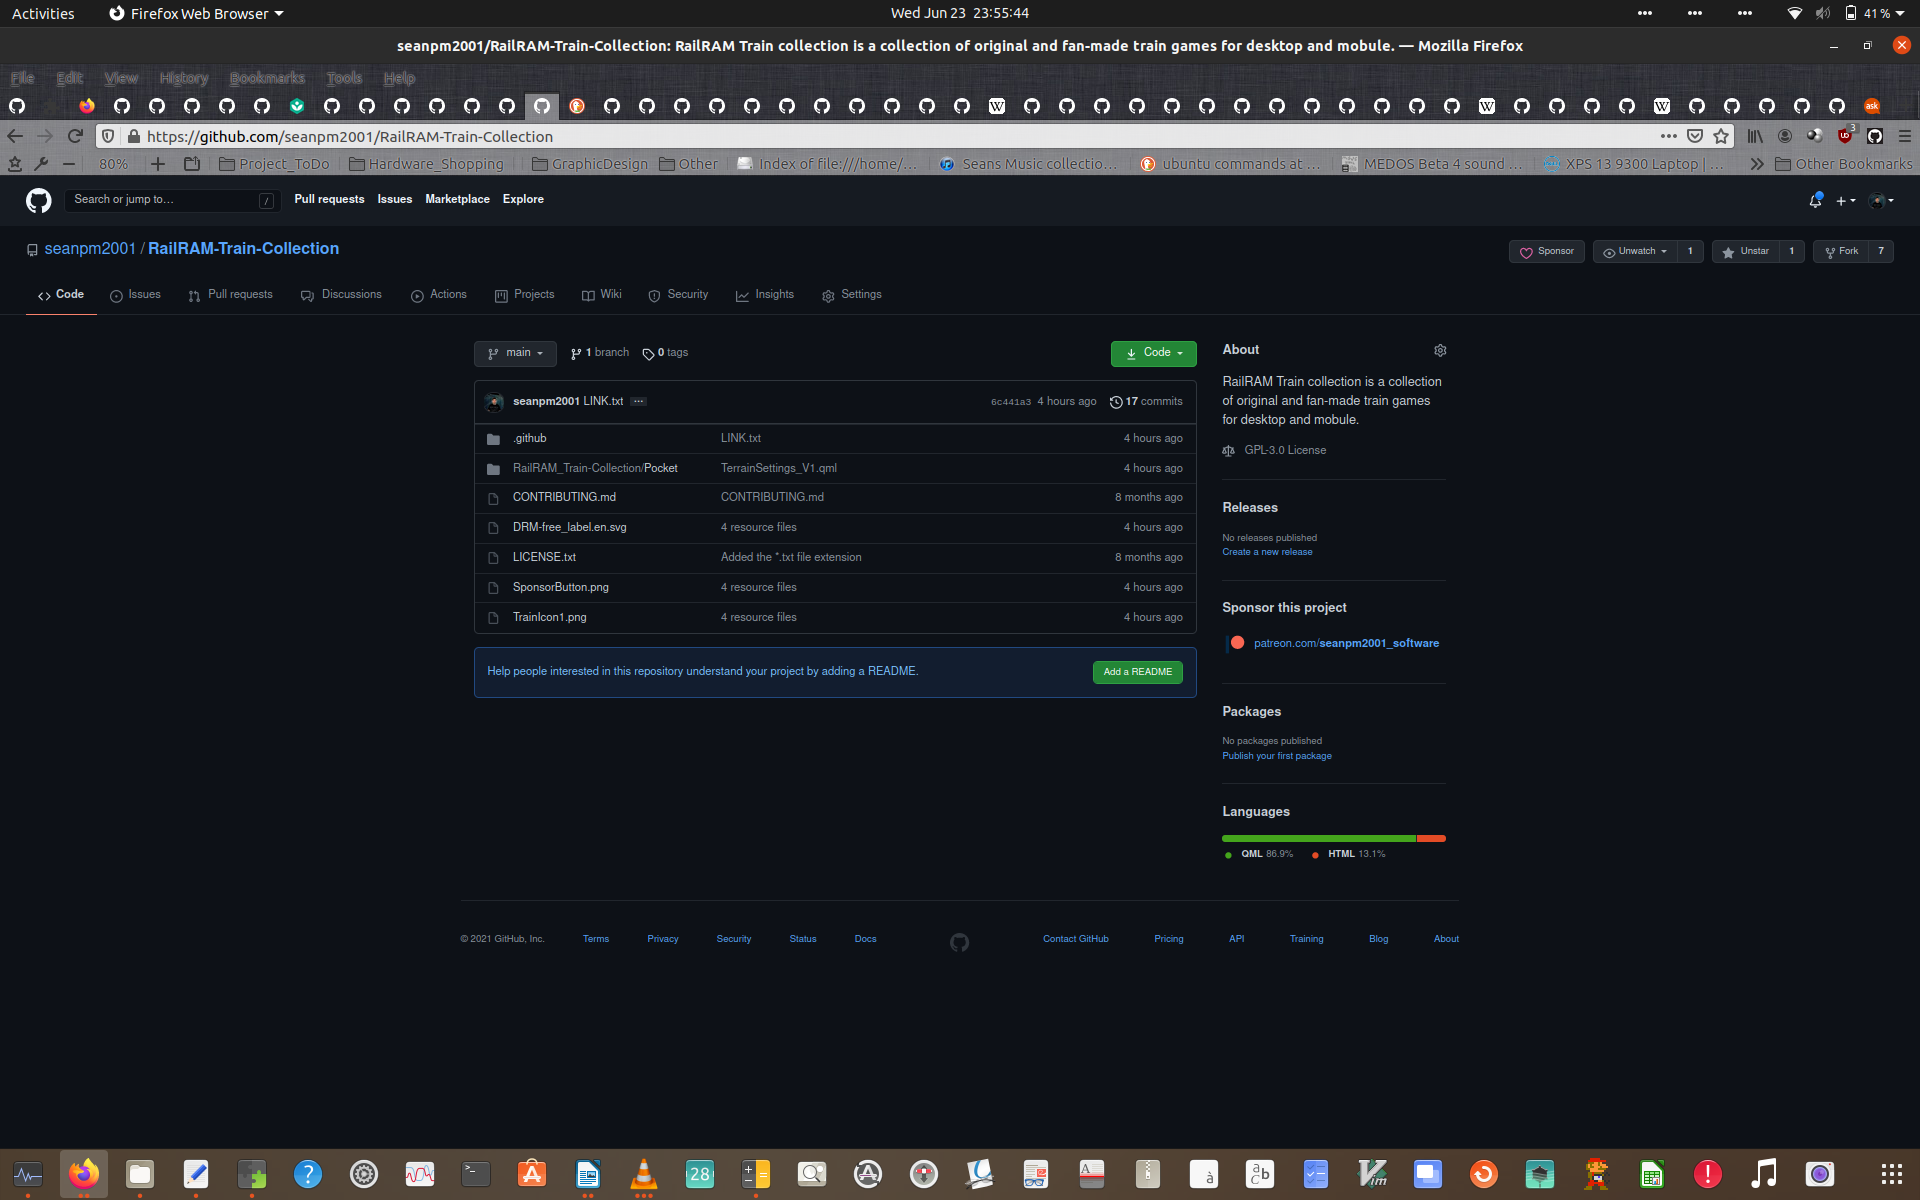 Activities Firefox Web Browser Wed Jun 23 23:55:44 41 %
seanpm2001/RailRAM-Train-Collection: RailRAM Train collection is a collection of original and fan-made train games for desktop and mobule. — Mozilla Firefox
File Edit View History Bookmarks Tools Help
https://github.com/seanpm2001/RailRAM-Train-Collection 3
80% Project_ToDo Hardware_Shopping GraphicDesign Other Index of file:///home/... Seans Music collectio... ubuntu commands at ... MEDOS Beta 4 sound ... XPS 13 9300 Laptop | ... Other Bookmarks
Search or jump to... / Pull requests Issues Marketplace Explore
seanpm2001 / RailRAM-Train-Collection
Sponsor Unwatch 1 Unstar 1 Fork 7
Code Issues Pull requests Discussions Actions Projects Wiki Security Insights Settings
main 1 branch 0 tags Code
seanpm2001 LINK.txt ... 6c441a3 4 hours ago 17 commits
.github LINK.txt 4 hours ago
RailRAM_Train-Collection/Pocket TerrainSettings_V1.qml 4 hours ago
CONTRIBUTING.md CONTRIBUTING.md 8 months ago
DRM-free_label.en.svg 4 resource files 4 hours ago
LICENSE.txt Added the *.txt file extension 8 months ago
SponsorButton.png 4 resource files 4 hours ago
TrainIcon1.png 4 resource files 4 hours ago
Help people interested in this repository understand your project by adding a README. Add a README
About
RailRAM Train collection is a collection
of original and fan-made train games
for desktop and mobule.
GPL-3.0 License
Releases
No releases published
Create a new release
Sponsor this project
patreon.com/seanpm2001_software
Packages
No packages published
Publish your first package
Languages
QML 86.9% HTML 13.1%
© 2021 GitHub, Inc. Terms Privacy Security Status Docs Contact GitHub Pricing API Training Blog About
28